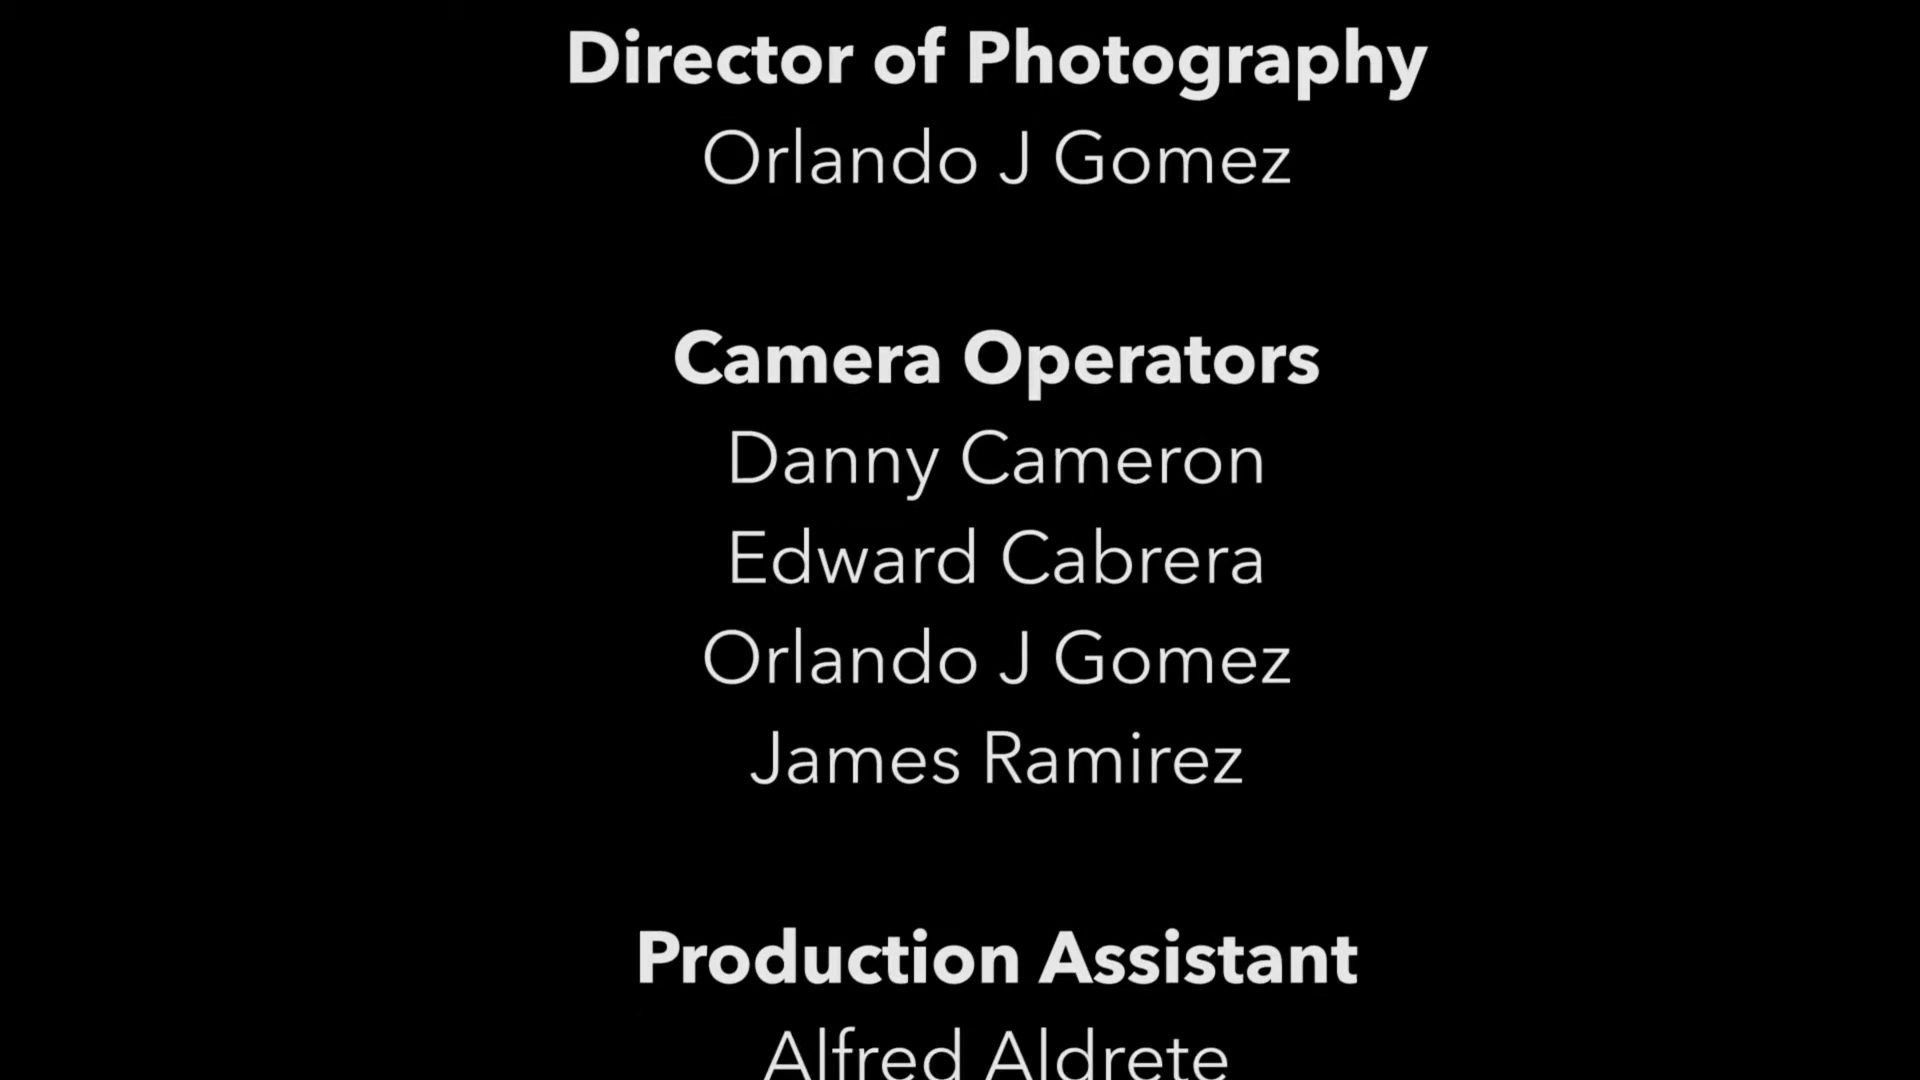 Director of Photography
Orlando J Gomez
Camera Operators
Danny Cameron
Edward Cabrera
Orlando J Gomez
James Ramirez
Production Assistant
Alfred Aldrete